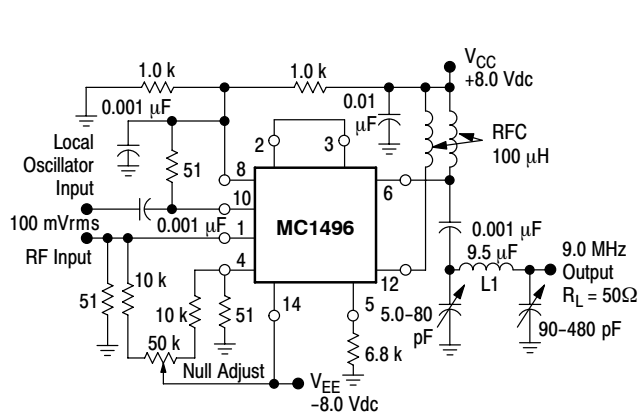 1.0 k
1.0 k
VCC
+8.0 Vdc
0.001 μF
0.01
μF
RFC
100 μH
2
3
Local
Oscillator
Input
51
8
6
10
100 mVrms
0.001 μF
1
MC1496
RF Input
0.001 μF
9.5 μF
L1
9.0 MHz
Output
RL = 50Ω
4
12
10 k
51
10 k
51
14
5
5.0–80
pF
90–480 pF
50 k
6.8 k
Null Adjust
VEE
–8.0 Vdc